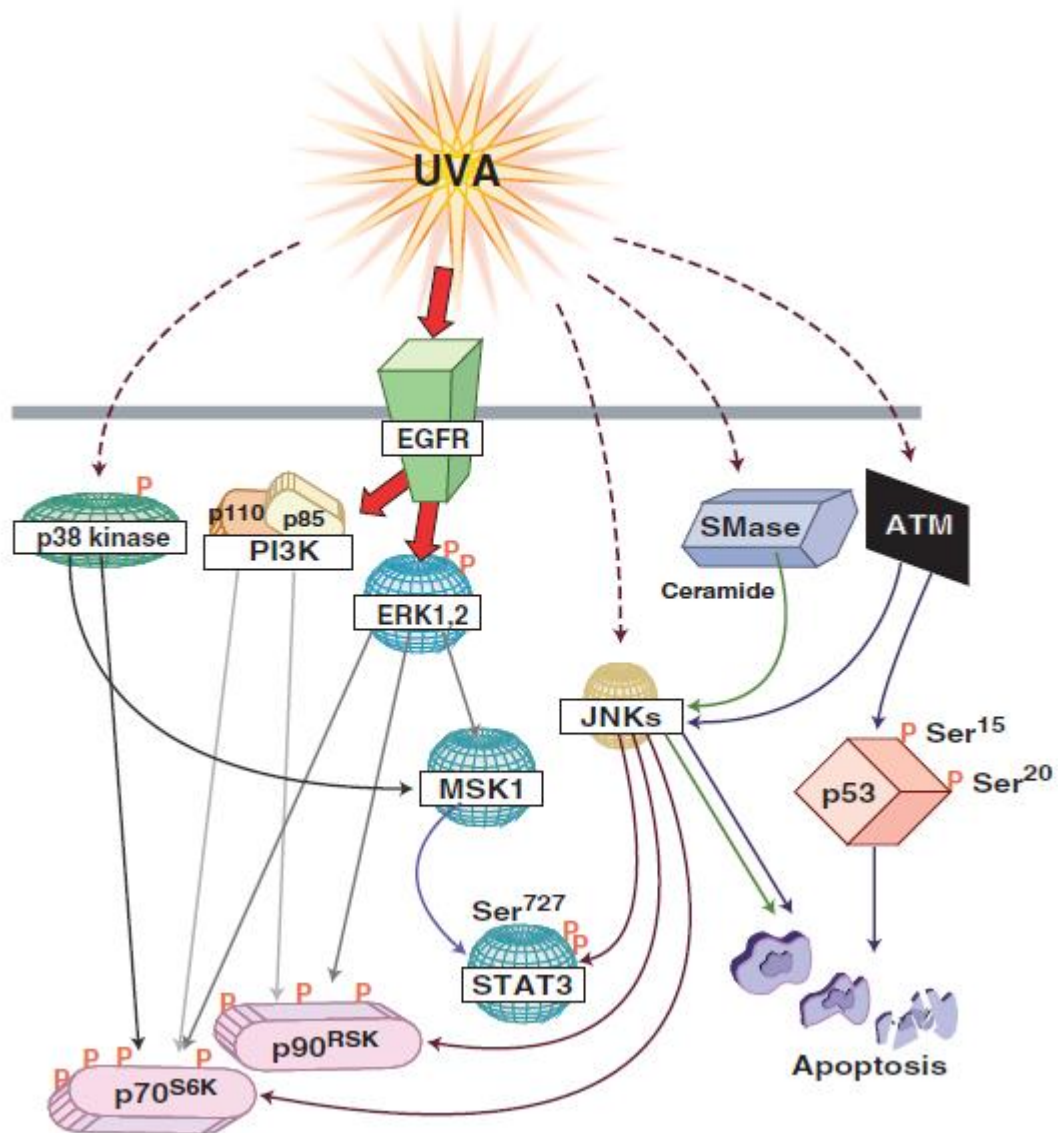 UVA
EGFR
P
p38 kinase
p110
p85
PI3K
P
P
ERK1,2
SMase
Ceramide
ATM
JNKs
MSK1
P Ser15
P Ser20
p53
Ser727
P
P
STAT3
P
P
P
p90RSK
P
P
P
P
p70S6K
Apoptosis